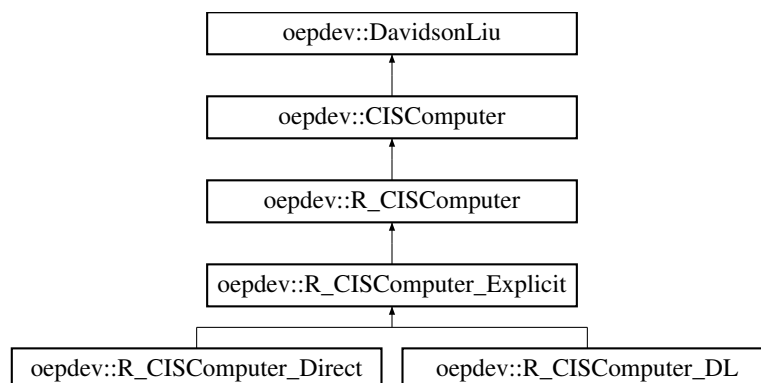 oepdev::DavidsonLiu
oepdev::CISComputer
oepdev::R_CISComputer
oepdev::R_CISComputer_Explicit
oepdev::R_CISComputer_Direct
oepdev::R_CISComputer_DL